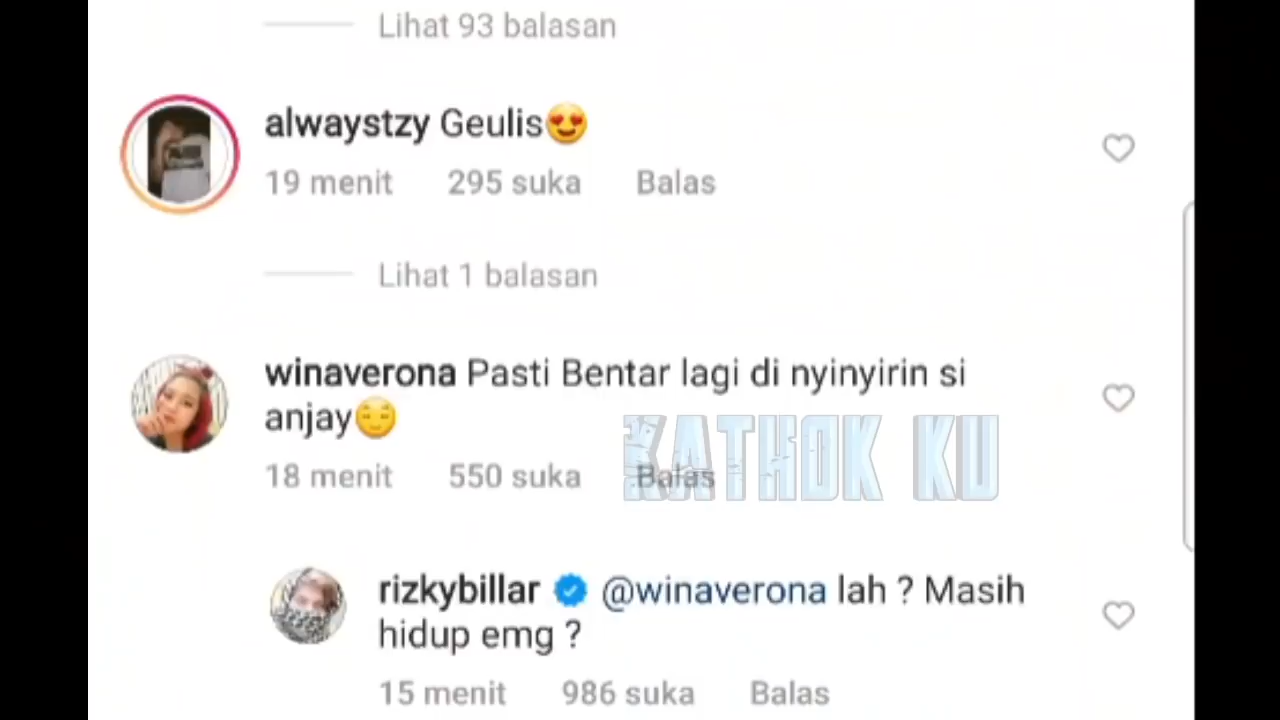 Lihat 93 balasan
alwaystzy Geulis😍
19 menit 295 suka Balas
Lihat 1 balasan
winaverona Pasti Bentar lagi di nyinyirin si
anjay😌
18 menit 550 suka Balas
KATHOK KU
rizkybillar @winaverona lah ? Masih
hidup emg ?
15 menit 986 suka Balas